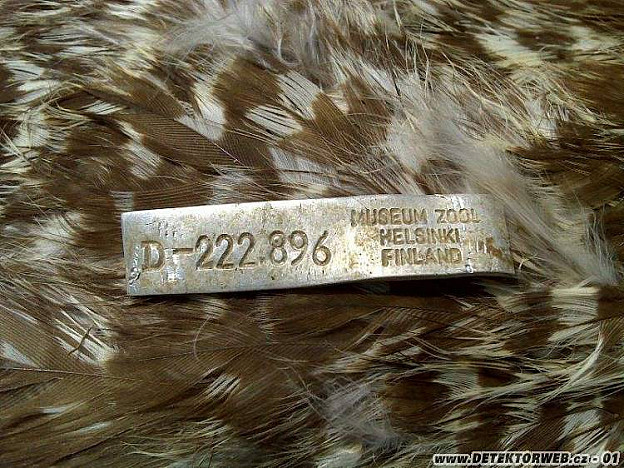 D-222.896
MUSEUM ZOOL
HELSINKI
FINLAND
www.DETEKTORWEB.cz - 01